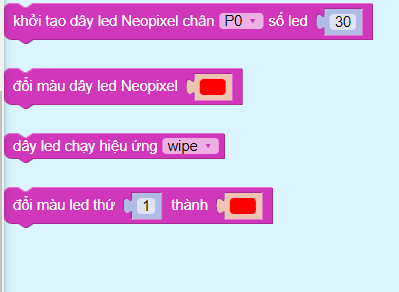 khởi tạo dây led Neopixel chân P0 số led 30
đổi màu dây led Neopixel
dây led chạy hiệu ứng wipe
đổi màu led thứ 1 thành